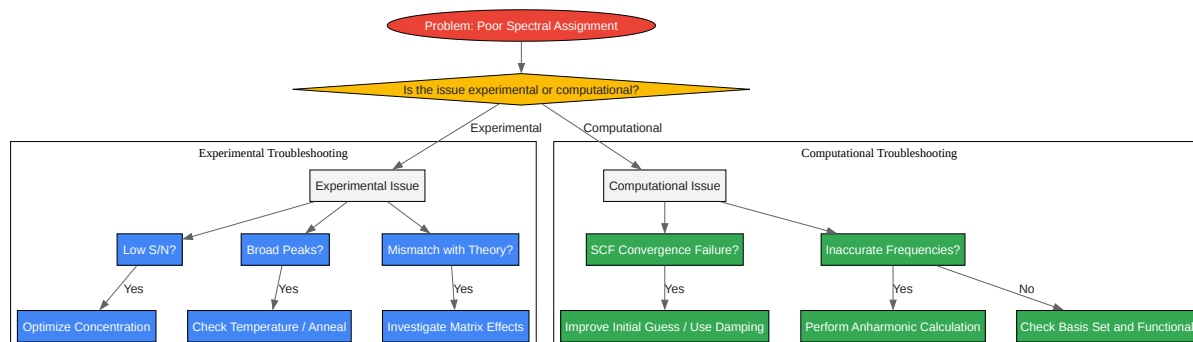 Problem: Poor Spectral Assignment
Is the issue experimental or computational?
Experimental
Computational
Experimental Troubleshooting
Computational Troubleshooting
Experimental Issue
Computational Issue
Low S/N?
Broad Peaks?
Mismatch with Theory?
SCF Convergence Failure?
Inaccurate Frequencies?
Yes
Yes
Yes
Yes
Yes
No
Optimize Concentration
Check Temperature / Anneal
Investigate Matrix Effects
Improve Initial Guess / Use Damping
Perform Anharmonic Calculation
Check Basis Set and Functional